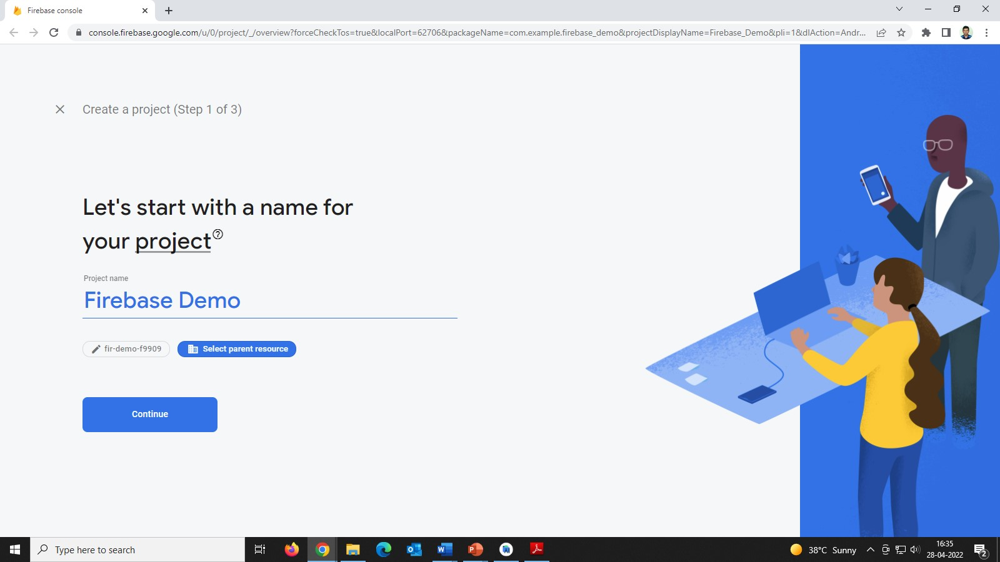 Firebase console
console.firebase.google.com/u/0/project/_/overview?forceCheckTos=true&localPort=62706&packageName=com.example.firebase_demo&projectDisplayName=Firebase_Demo&pli=1&dlAction=Andr...
Create a project (Step 1 of 3)
Let's start with a name for
your project
Project name
Firebase Demo
fir-demo-f9909
Select parent resource
Continue
Type here to search
38°C Sunny
16:35
28-04-2022
2